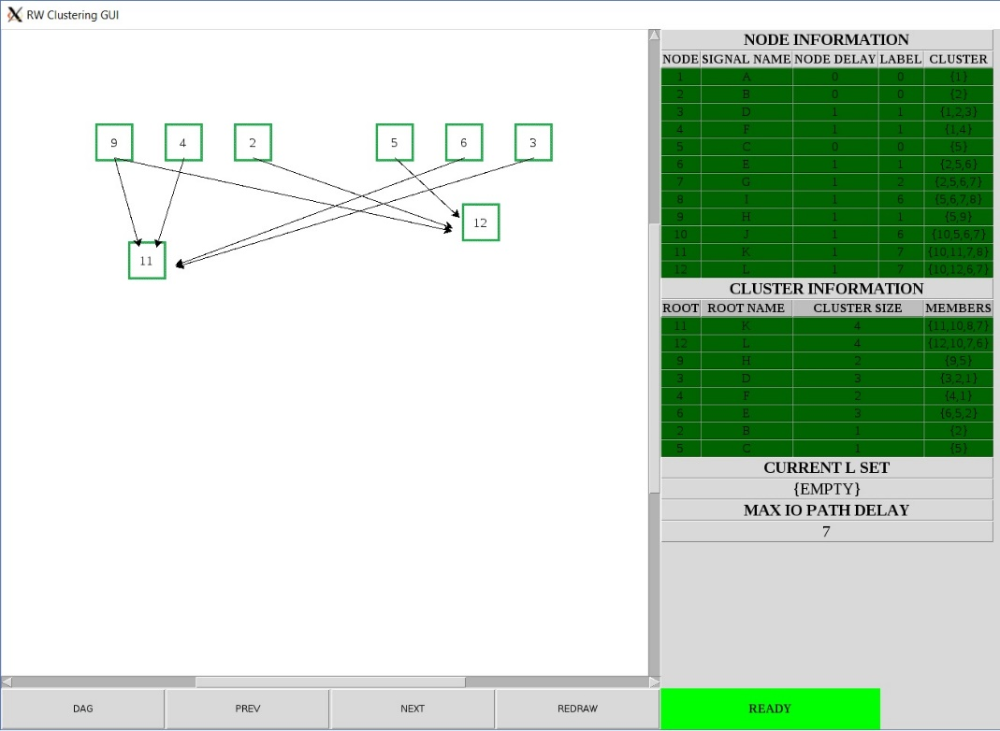 RW Clustering GUI
9 4 2 5 6 3
12
11
NODE INFORMATION
NODE SIGNAL NAME NODE DELAY LABEL CLUSTER
1 A 0 0 {1}
2 B 0 0 {2}
3 D 1 1 {1,2,3}
4 F 1 1 {1,4}
5 C 0 0 {5}
6 E 1 1 {2,5,6}
7 G 1 2 {2,5,6,7}
8 I 1 6 {5,6,7,8}
9 H 1 1 {5,9}
10 J 1 6 {10,5,6,7}
11 K 1 7 {10,11,7,8}
12 L 1 7 {10,12,6,7}
CLUSTER INFORMATION
ROOT ROOT NAME CLUSTER SIZE MEMBERS
11 K 4 {11,10,8,7}
12 L 4 {12,10,7,6}
9 H 2 {9,5}
3 D 3 {3,2,1}
4 F 2 {4,1}
6 E 3 {6,5,2}
2 B 1 {2}
5 C 1 {5}
CURRENT L SET
{EMPTY}
MAX IO PATH DELAY
7
DAG PREV NEXT REDRAW READY